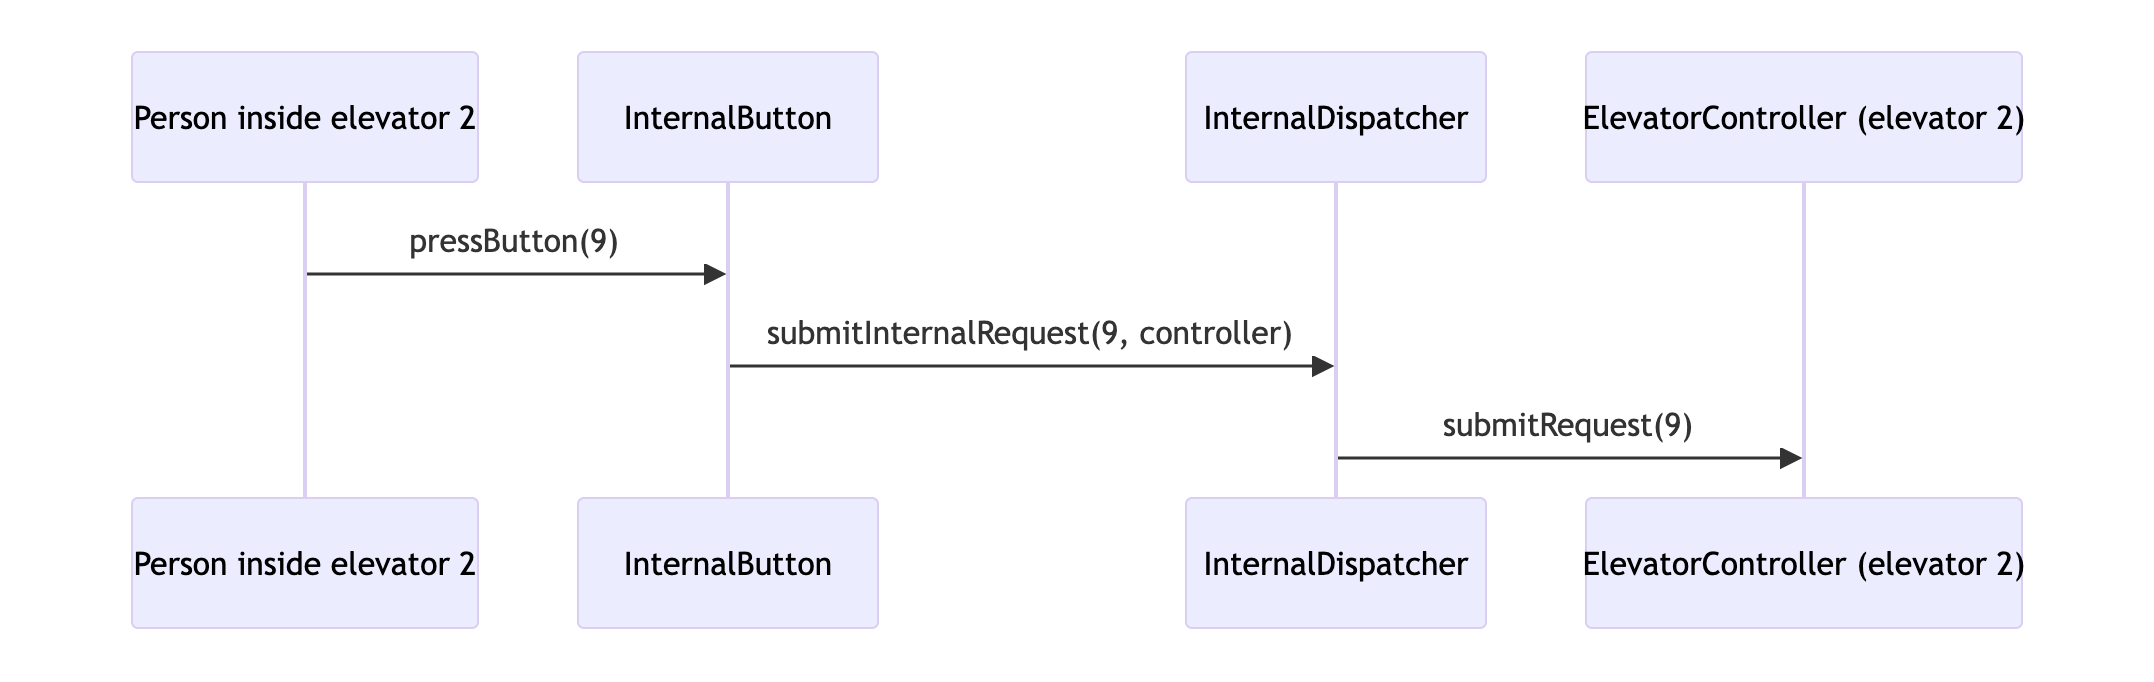 Person inside elevator 2
InternalButton
InternalDispatcher
ElevatorController (elevator 2)
pressButton(9)
submitInternalRequest(9, controller)
submitRequest(9)
Person inside elevator 2
InternalButton
InternalDispatcher
ElevatorController (elevator 2)